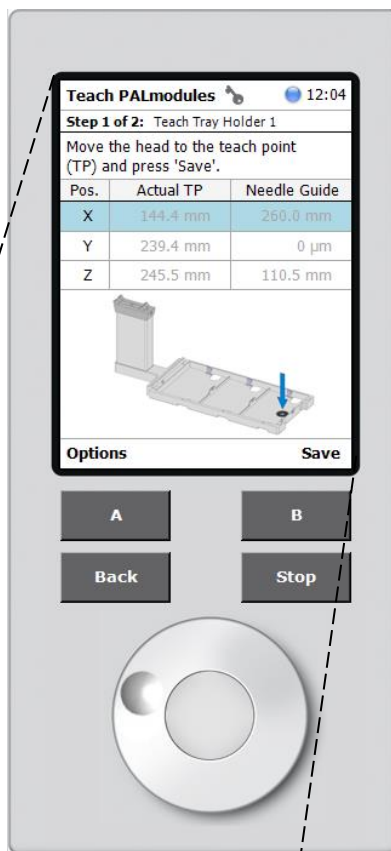 Teach PALmodules 12:04
Step 1 of 2: Teach Tray Holder 1
Move the head to the teach point
(TP) and press 'Save'.
Pos. Actual TP Needle Guide
X 144.4 mm 260.0 mm
Y 239.4 mm 0 µm
Z 245.5 mm 110.5 mm
Options Save
A B
Back Stop